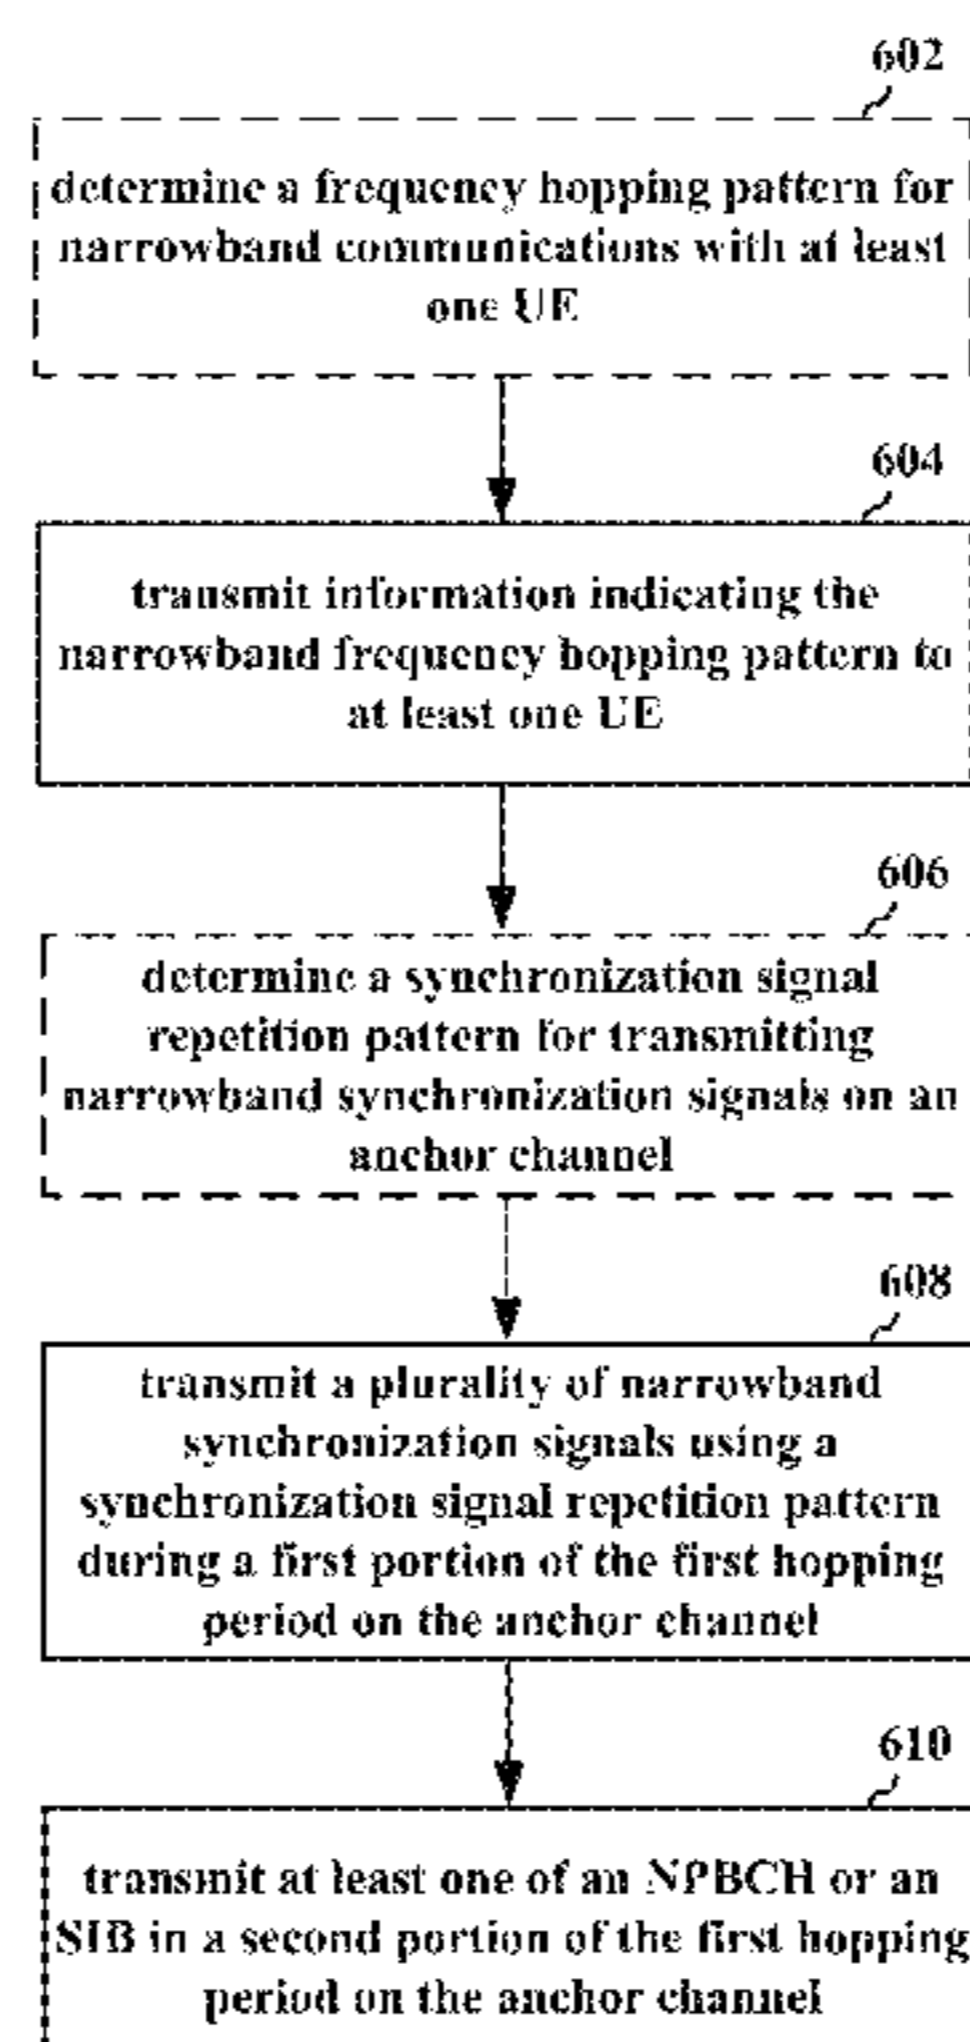 602
determine a frequency hopping pattern for
narrowband communications with at least
one UE
604
transmit information indicating the
narrowband frequency hopping pattern to
at least one UE
606
determine a synchronization signal
repetition pattern for transmitting
narrowband synchronization signals on an
anchor channel
608
transmit a plurality of narrowband
synchronization signals using a
synchronization signal repetition pattern
during a first portion of the first hopping
period on the anchor channel
610
transmit at least one of an NPBCH or an
SIB in a second portion of the first hopping
period on the anchor channel